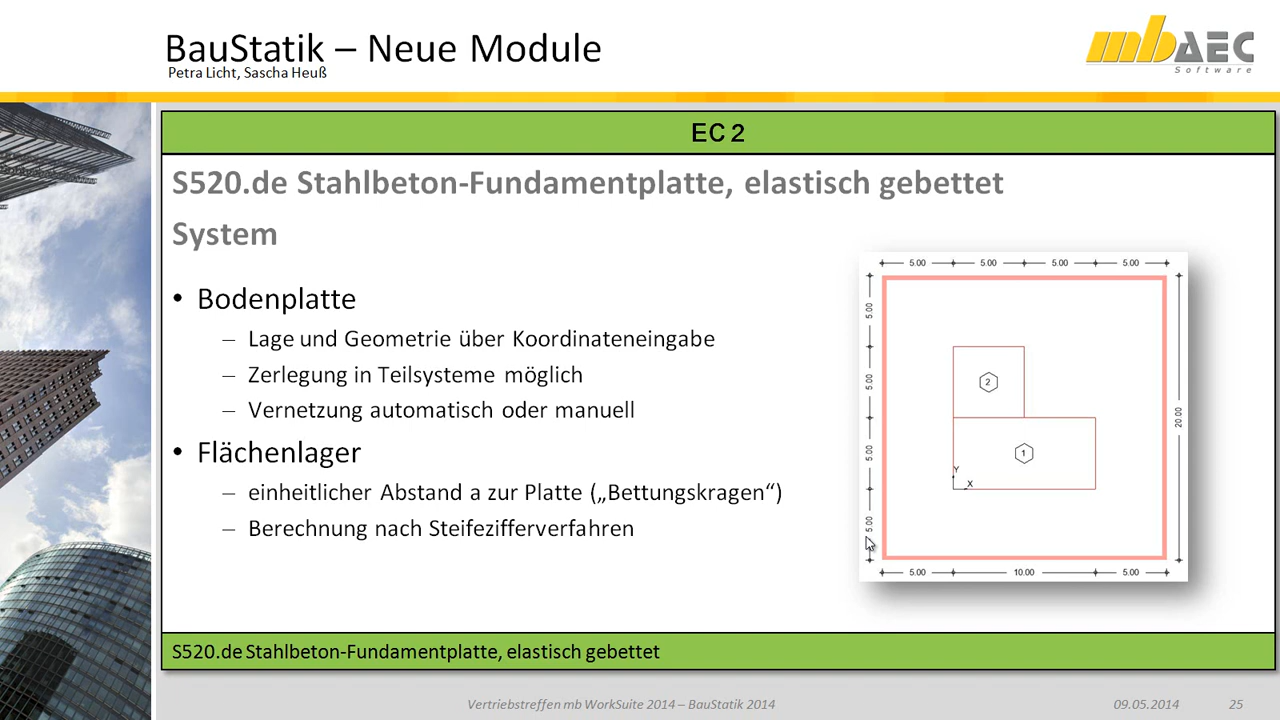 BauStatik – Neue Module
Petra Licht, Sascha Heuß
mbAEC
Software
EC 2
S520.de Stahlbeton-Fundamentplatte, elastisch gebettet
System
• Bodenplatte
– Lage und Geometrie über Koordinateneingabe
– Zerlegung in Teilsysteme möglich
– Vernetzung automatisch oder manuell
• Flächenlager
– einheitlicher Abstand a zur Platte („Bettungskragen“)
– Berechnung nach Steifezifferverfahren
5.00 5.00 5.00 5.00
5.00
5.00
5.00
5.00
20.00
2
1
Y
X
5.00 10.00 5.00
S520.de Stahlbeton-Fundamentplatte, elastisch gebettet
Vertriebstreffen mb WorkSuite 2014 – BauStatik 2014 09.05.2014 25